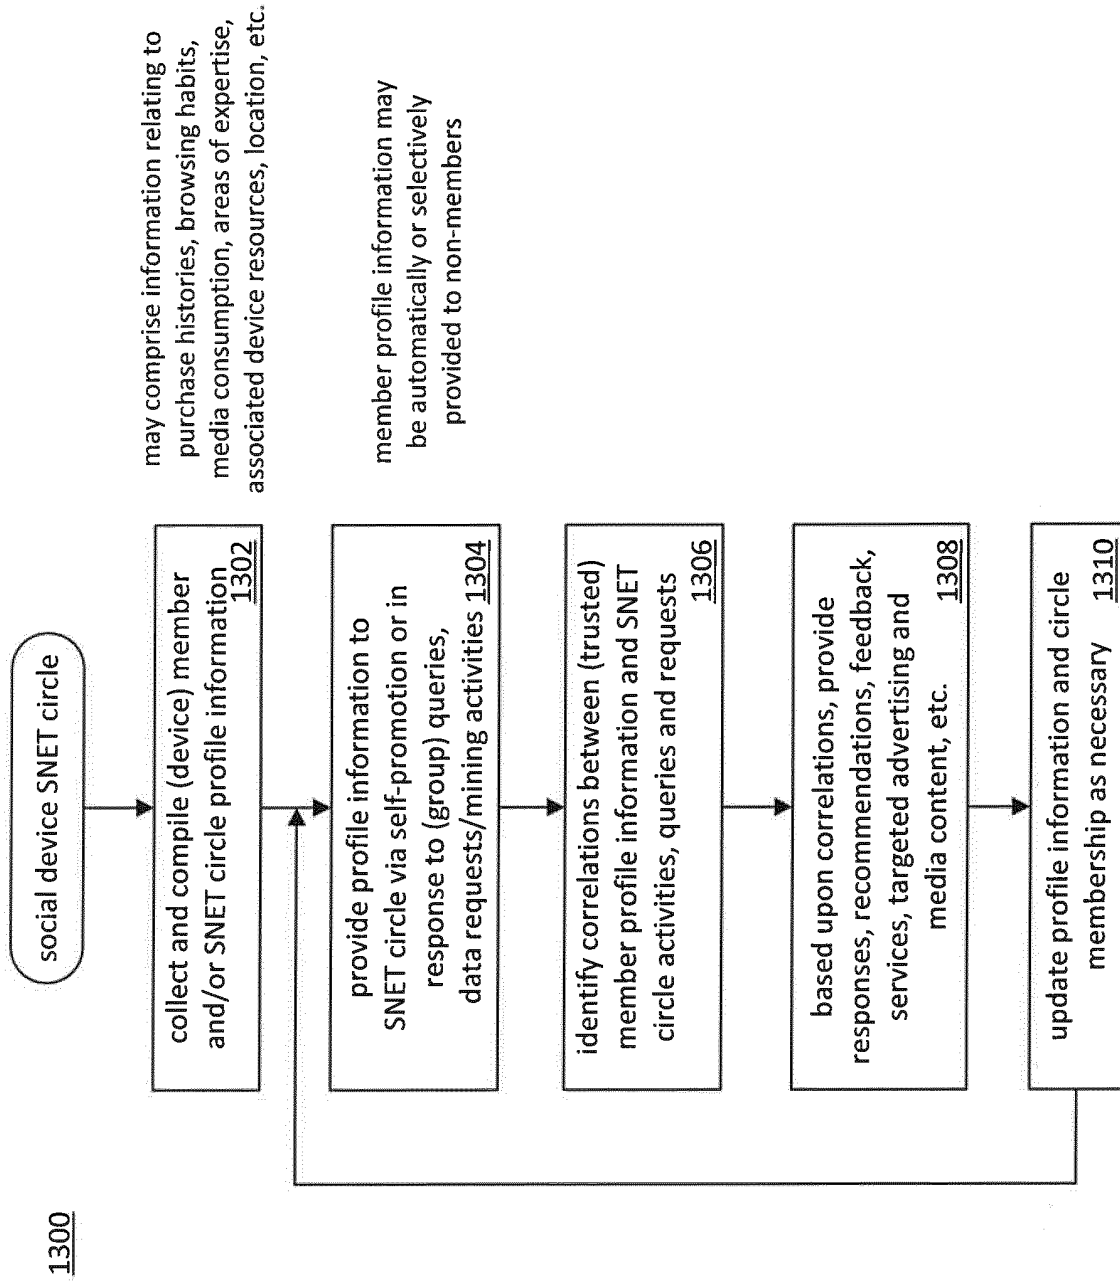 1300
social device SNET circle
collect and compile (device) member
and/or SNET circle profile information
1302
may comprise information relating to
purchase histories, browsing habits,
media consumption, areas of expertise,
associated device resources, location, etc.
provide profile information to
SNET circle via self-promotion or in
response to (group) queries,
data requests/mining activities 1304
member profile information may
be automatically or selectively
provided to non-members
identify correlations between (trusted)
member profile information and SNET
circle activities, queries and requests
1306
based upon correlations, provide
responses, recommendations, feedback,
services, targeted advertising and
media content, etc. 1308
update profile information and circle
membership as necessary 1310